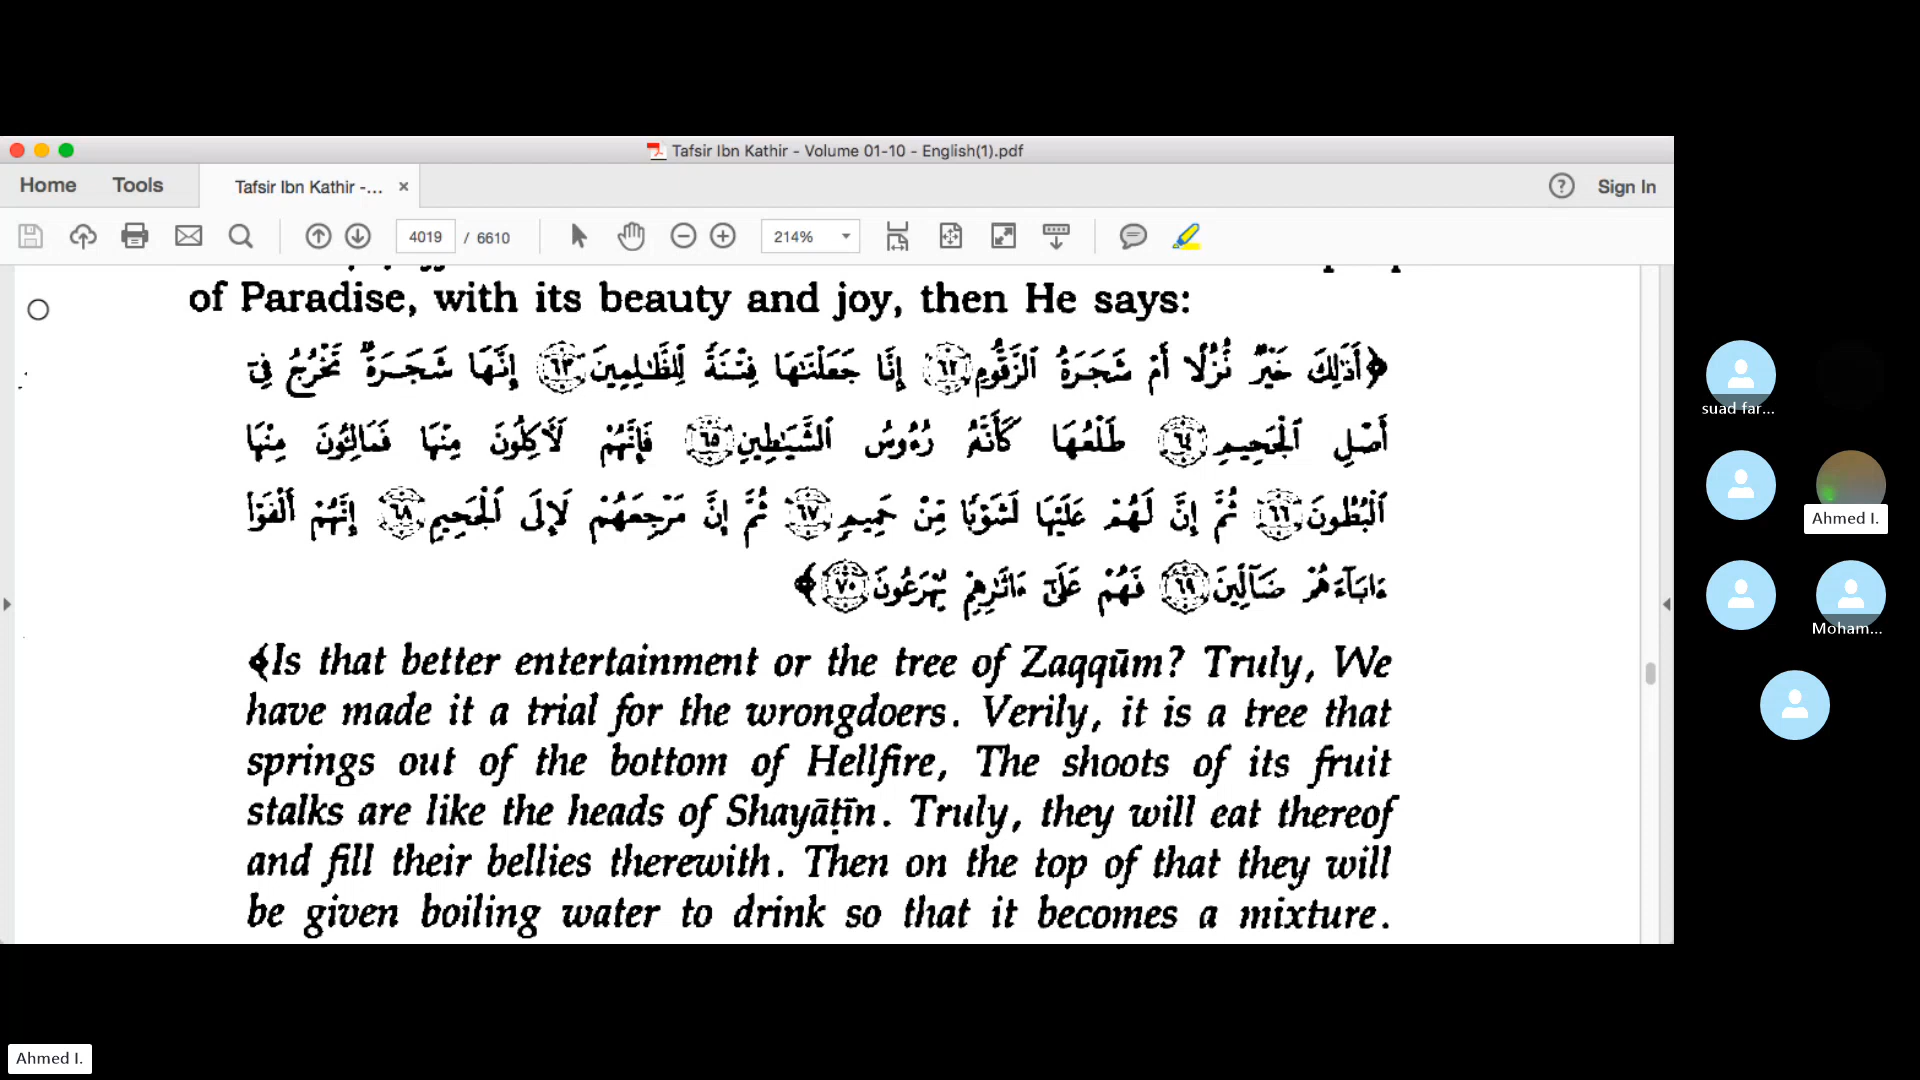 Tafsir Ibn Kathir - Volume 01-10 - English(1).pdf
Home Tools Tafsir Ibn Kathir -... × ? Sign In
4019 / 6610 214%
of Paradise, with its beauty and joy, then He says:
﴿أَذَٰلِكَ خَيْرٌ نُّزُلًا أَمْ شَجَرَةُ ٱلزَّقُّومِ ٦٢ إِنَّا جَعَلْنَٰهَا فِتْنَةً لِّلظَّٰلِمِينَ ٦٣ إِنَّهَا شَجَرَةٌ تَخْرُجُ فِىٓ
أَصْلِ ٱلْجَحِيمِ ٦٤ طَلْعُهَا كَأَنَّهُۥ رُءُوسُ ٱلشَّيَٰطِينِ ٦٥ فَإِنَّهُمْ لَءَاكِلُونَ مِنْهَا فَمَالِـُٔونَ مِنْهَا
ٱلْبُطُونَ ٦٦ ثُمَّ إِنَّ لَهُمْ عَلَيْهَا لَشَوْبًا مِّنْ حَمِيمٍ ٦٧ ثُمَّ إِنَّ مَرْجِعَهُمْ لَإِلَى ٱلْجَحِيمِ ٦٨ إِنَّهُمْ أَلْفَوْا
ءَابَآءَهُمْ ضَآلِّينَ ٦٩ فَهُمْ عَلَىٰٓ ءَاثَٰرِهِمْ يُهْرَعُونَ ٧٠﴾
﴾Is that better entertainment or the tree of Zaqqūm? Truly, We
have made it a trial for the wrongdoers. Verily, it is a tree that
springs out of the bottom of Hellfire, The shoots of its fruit
stalks are like the heads of Shayāṭīn. Truly, they will eat thereof
and fill their bellies therewith. Then on the top of that they will
be given boiling water to drink so that it becomes a mixture.
suad far...
Ahmed I.
Moham...
Ahmed I.